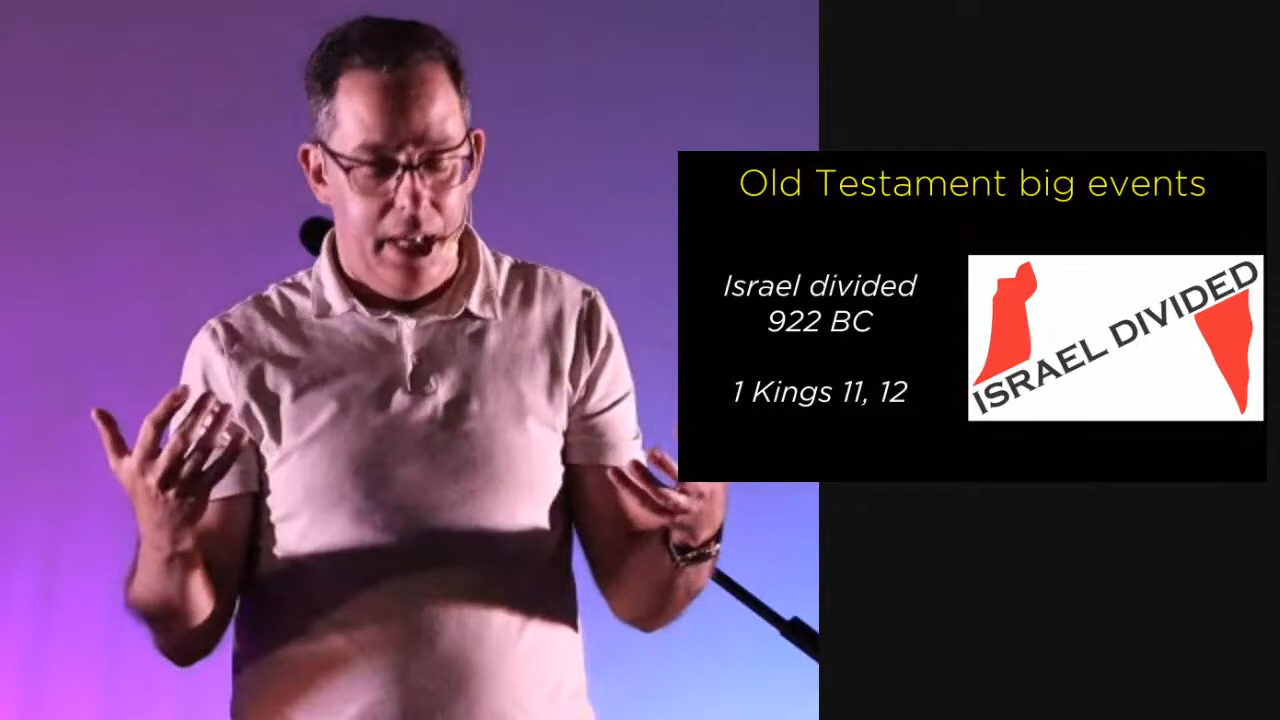 Old Testament big events
Israel divided
922 BC
1 Kings 11, 12
ISRAEL DIVIDED